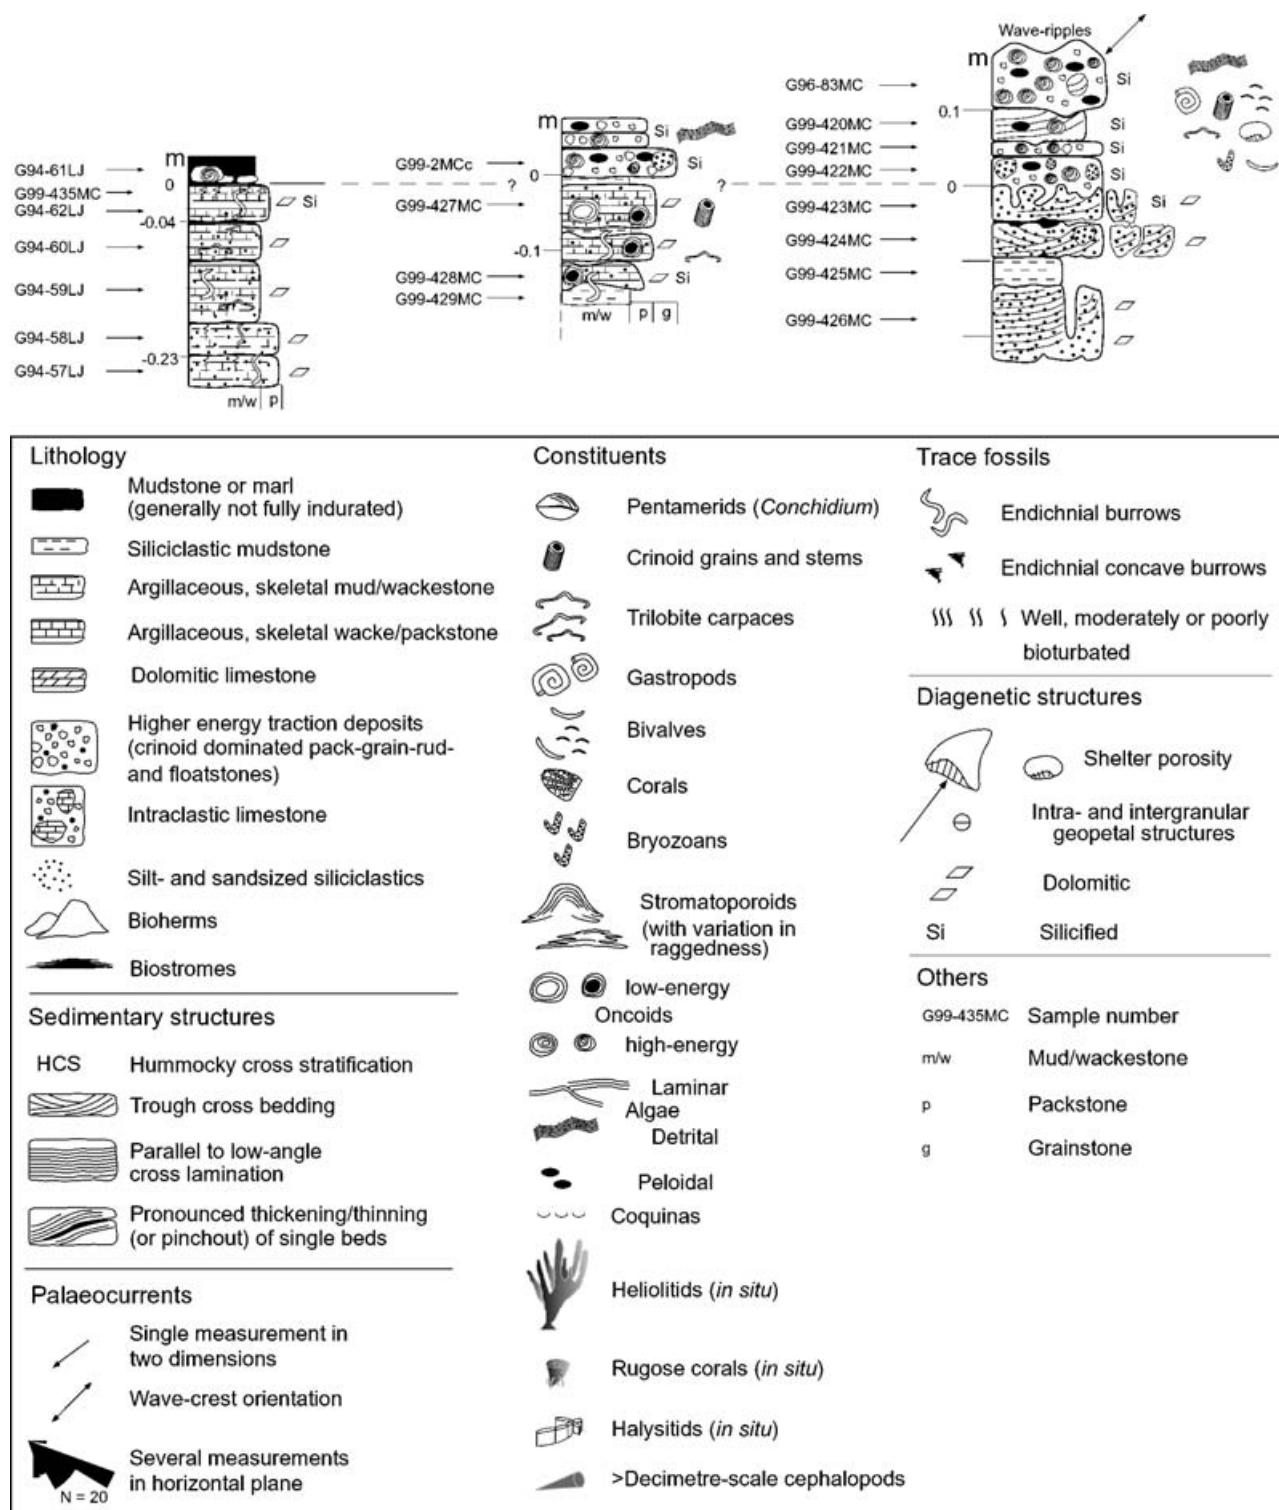 m
G94-61LJ
G99-435MC
G94-62LJ
G94-60LJ
G94-59LJ
G94-58LJ
G94-57LJ
0
-0.04
-0.23
Si
m/w p
m
G99-2MCc
G99-427MC
G99-428MC
G99-429MC
0
-0.1
Si
Si
Si
?
?
m/w p g
Wave-ripples
m
G96-83MC
G99-420MC
G99-421MC
G99-422MC
G99-423MC
G99-424MC
G99-425MC
G99-426MC
0.1
0
Si
Si
Si
Si
Si
Lithology
Mudstone or marl
(generally not fully indurated)
Siliciclastic mudstone
Argillaceous, skeletal mud/wackestone
Argillaceous, skeletal wacke/packstone
Dolomitic limestone
Higher energy traction deposits
(crinoid dominated pack-grain-rud-
and floatstones)
Intraclastic limestone
Silt- and sandsized siliciclastics
Bioherms
Biostromes
Sedimentary structures
HCS Hummocky cross stratification
Trough cross bedding
Parallel to low-angle
cross lamination
Pronounced thickening/thinning
(or pinchout) of single beds
Palaeocurrents
Single measurement in
two dimensions
Wave-crest orientation
Several measurements
in horizontal plane
N = 20
Constituents
Pentamerids (Conchidium)
Crinoid grains and stems
Trilobite carpaces
Gastropods
Bivalves
Corals
Bryozoans
Stromatoporoids
(with variation in
raggedness)
low-energy
Oncoids
high-energy
Laminar
Algae
Detrital
Peloidal
Coquinas
Heliolitids (in situ)
Rugose corals (in situ)
Halysitids (in situ)
>Decimetre-scale cephalopods
Trace fossils
Endichnial burrows
Endichnial concave burrows
Well, moderately or poorly
bioturbated
Diagenetic structures
Shelter porosity
Intra- and intergranular
geopetal structures
Dolomitic
Si Silicified
Others
G99-435MC Sample number
m/w Mud/wackestone
p Packstone
g Grainstone